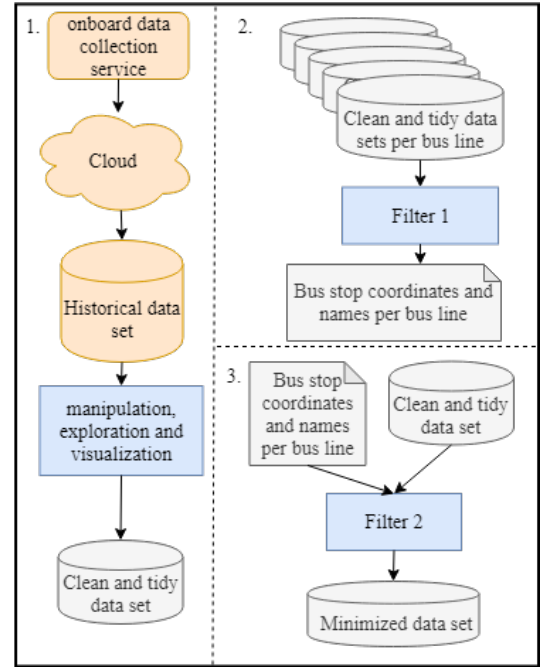 1.
onboard data
collection
service
Cloud
Historical data
set
manipulation,
exploration and
visualization
Clean and tidy
data set
2.
Clean and tidy data
sets per bus line
Filter 1
Bus stop coordinates and
names per bus line
3.
Bus stop
coordinates
and names
per bus line
Clean and tidy
data set
Filter 2
Minimized data set